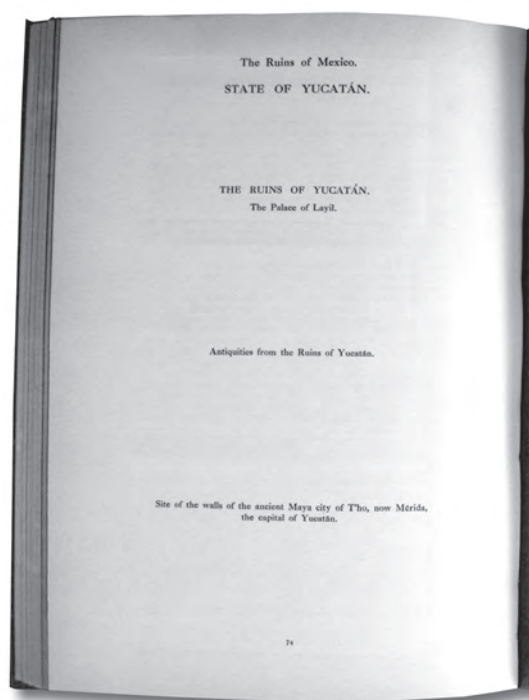 The Ruins of Mexico.
STATE OF YUCATÁN.
THE RUINS OF YUCATÁN.
The Palace of Layil.
Antiquities from the Ruins of Yucatán.
Site of the walls of the ancient Maya city of T'ho, now Mérida,
the capital of Yucatán.
74